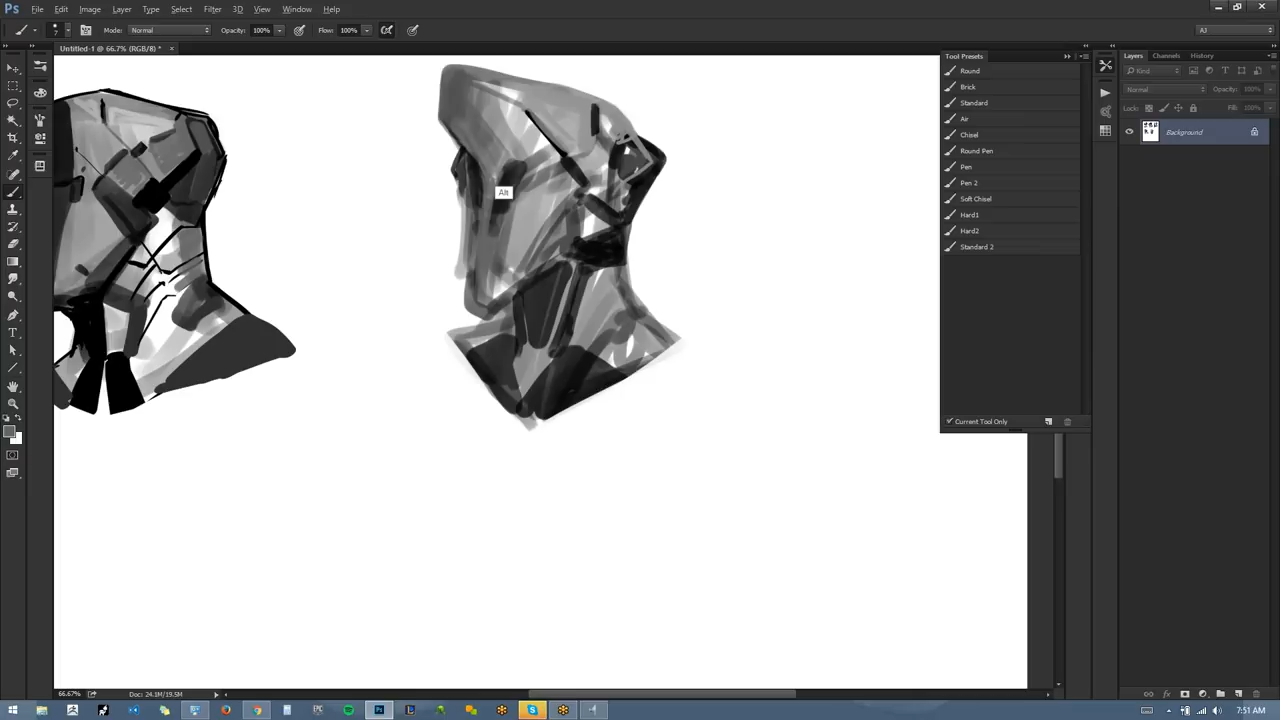 Ps File Edit Image Layer Type Select Filter 3D View Window Help
7 Mode: Normal Opacity: 100% Flow: 100% A3
Untitled-1 @ 66.7% (RGB/8) * ×
Tool Presets
Round
Brick
Standard
Air
Chisel
Round Pen
Pen
Pen 2
Soft Chisel
Hard1
Hard2
Standard 2
Current Tool Only
Layers Channels History
Kind
Normal Opacity: 100%
Lock: Fill: 100%
Background
Alt
66.67% Doc: 24.1M/19.5M
7:51 AM